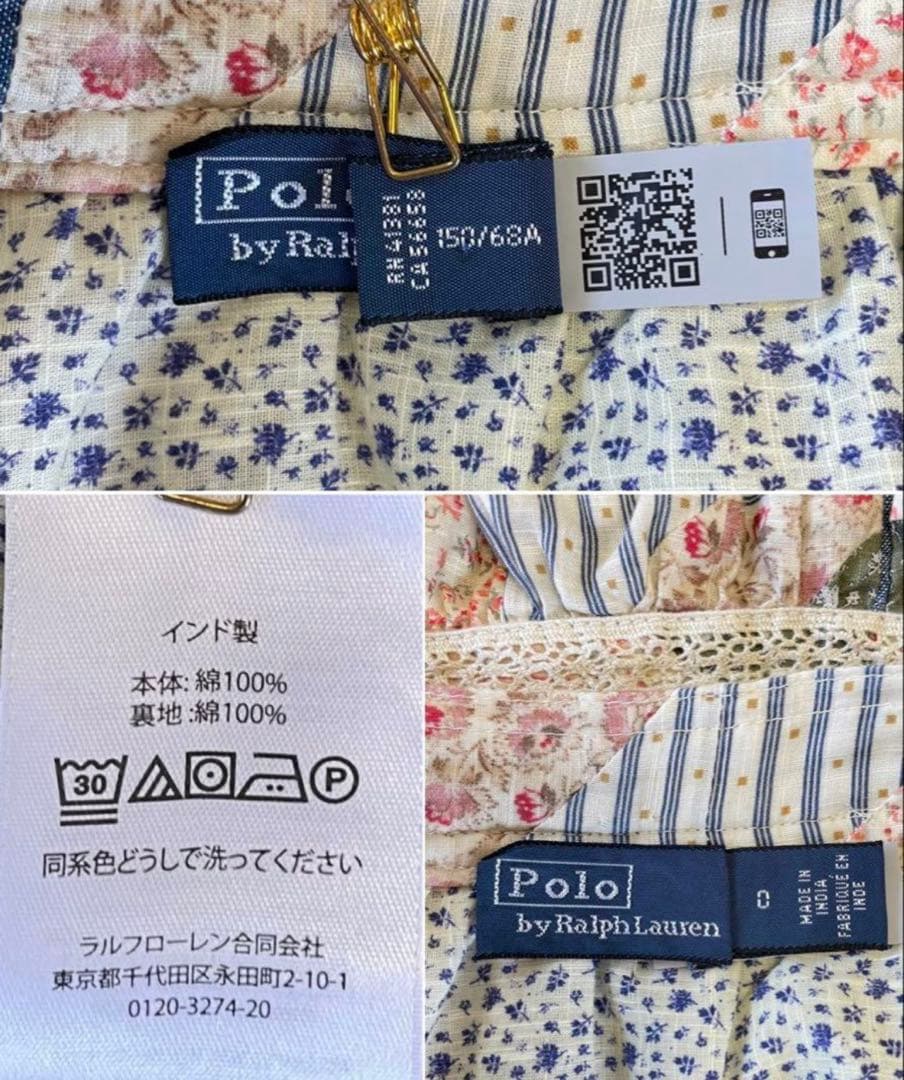 Polo
by Ralp
RN 41381
CA 56658
150/68A
インド製
本体: 綿100%
裏地 :綿100%
30
P
同系色どうしで洗ってください
ラルフローレン合同会社
東京都千代田区永田町2-10-1
0120-3274-20
Polo
by Ralph Lauren
0
MADE IN
INDIA
FABRIQUÉ EN
INDE